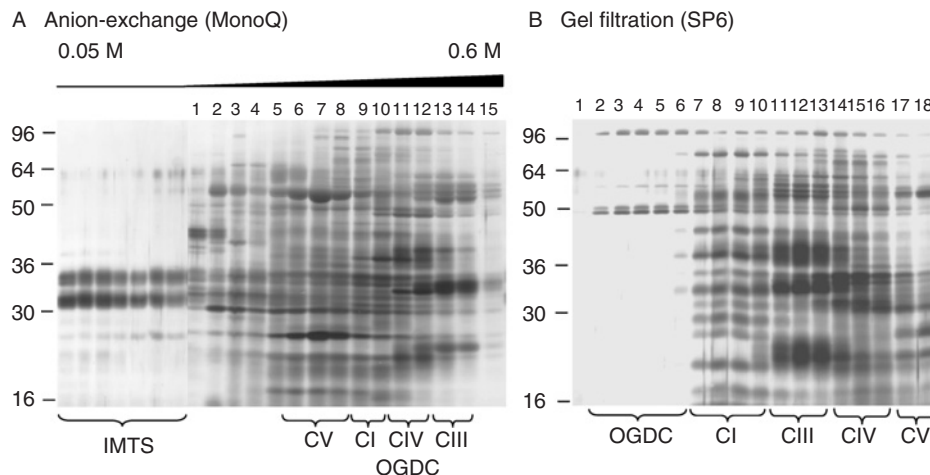 A Anion-exchange (MonoQ)
0.05 M 0.6 M
1 2 3 4 5 6 7 8 9 10 11 12 13 14 15
96
64
50
36
30
16
IMTS CV CI CIV CIII
OGDC
B Gel filtration (SP6)
1 2 3 4 5 6 7 8 9 10 11 12 13 14 15 16 17 18
96
64
50
36
30
16
OGDC CI CIII CIV CV